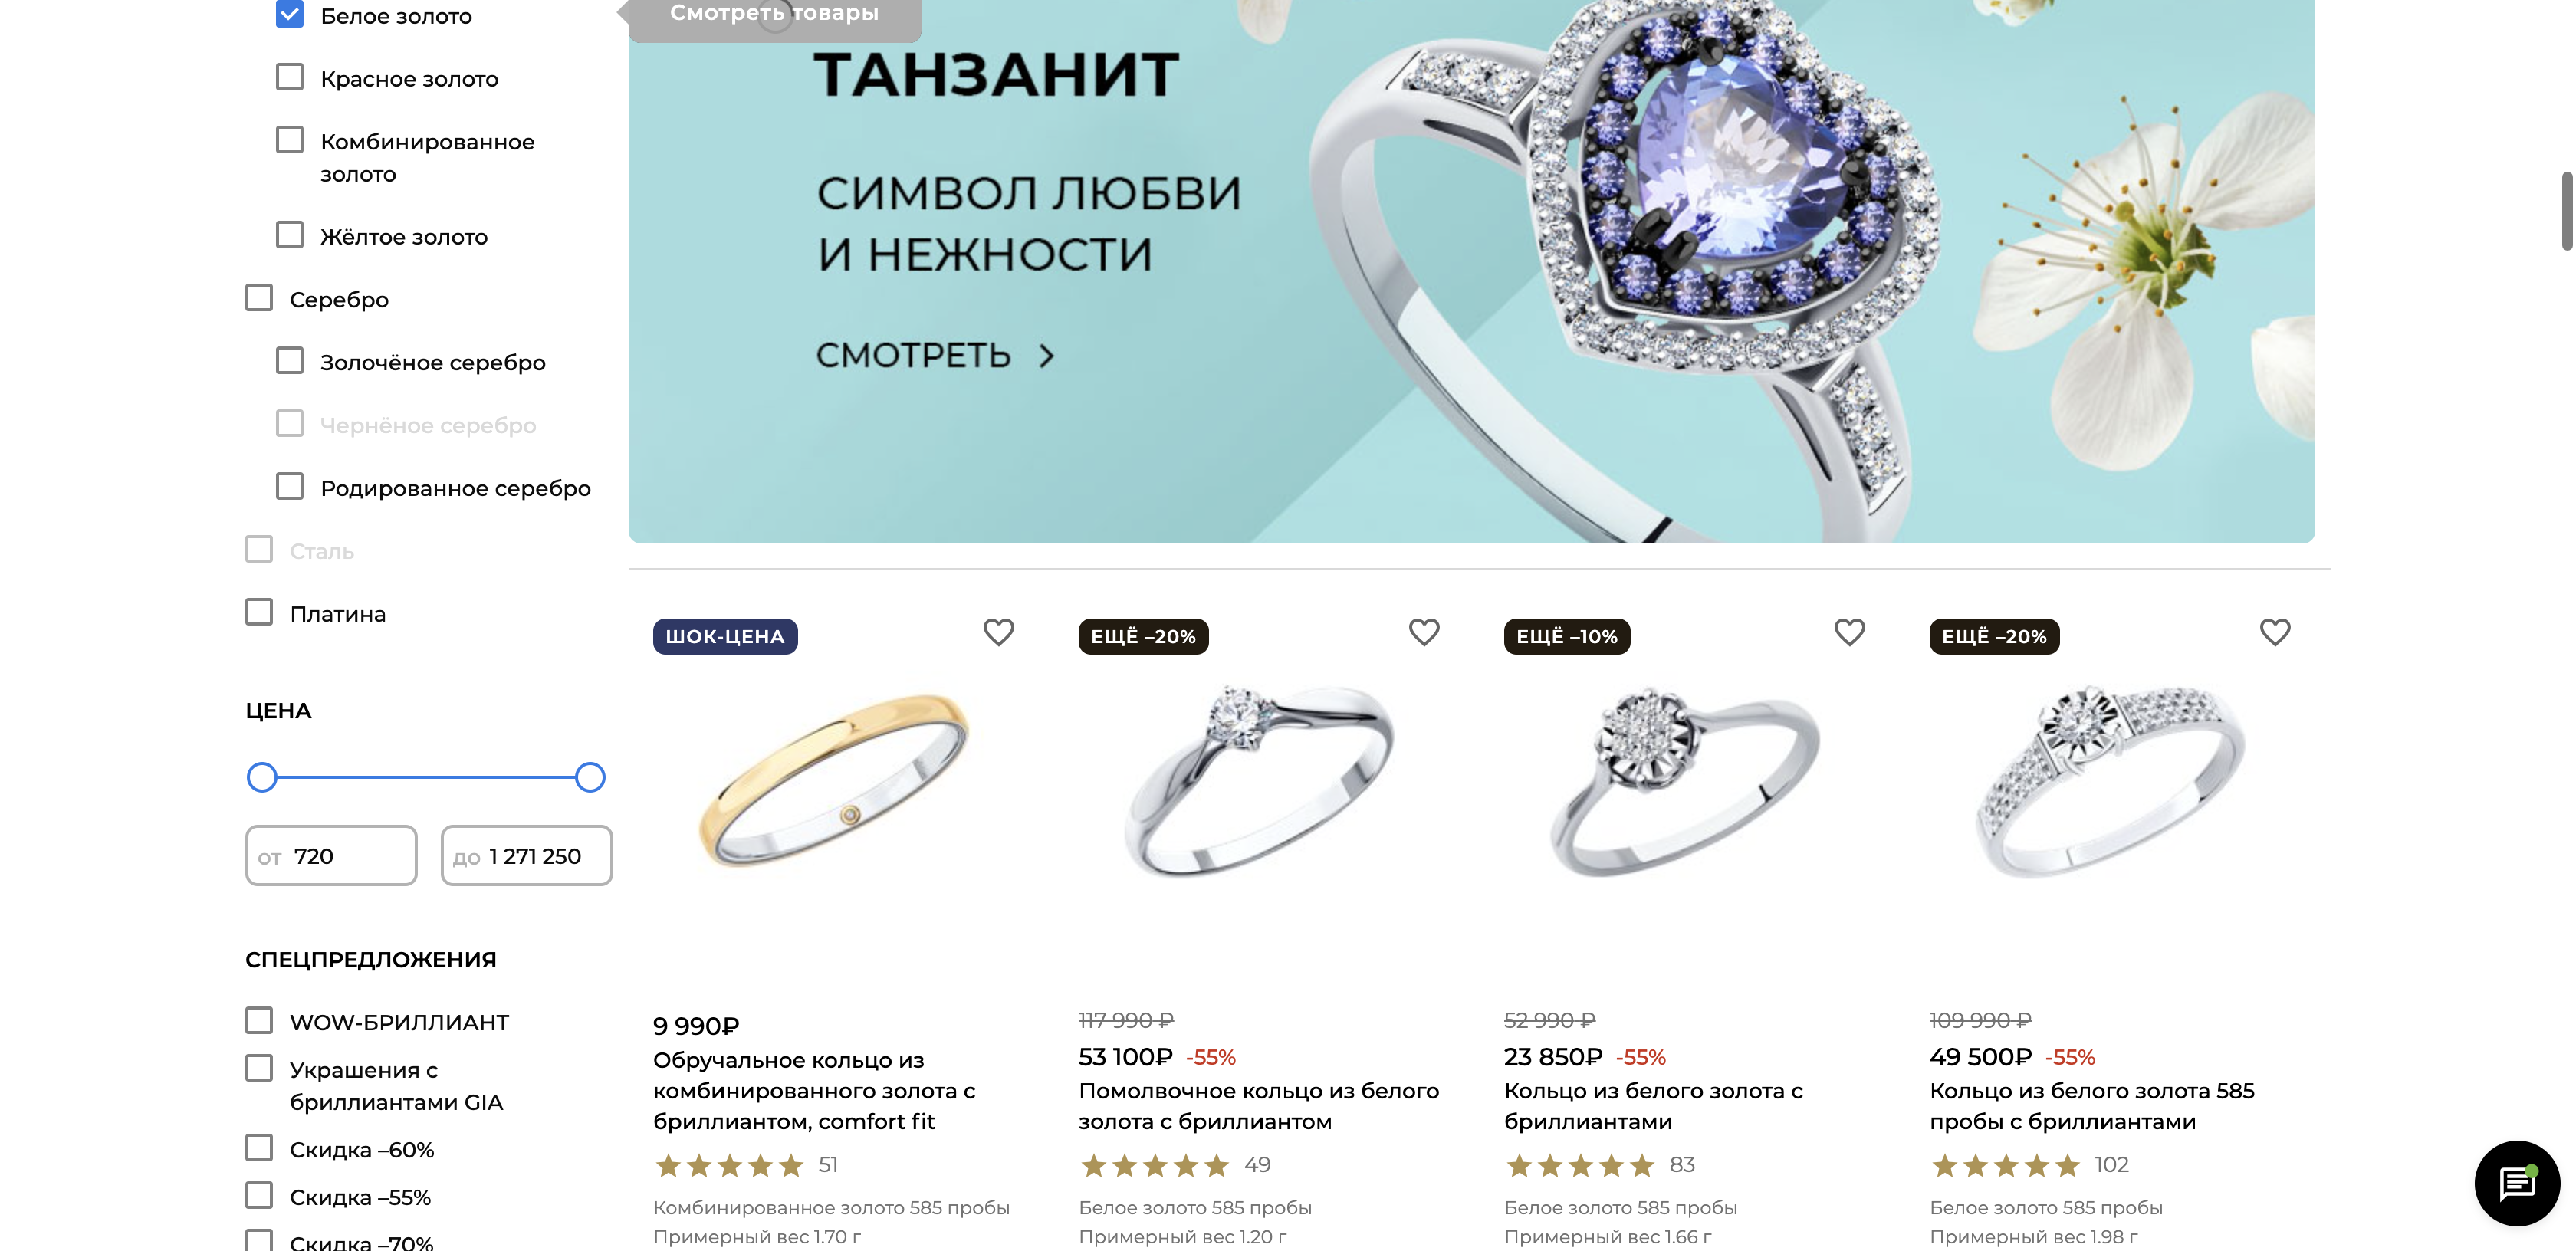 Белое золото
Смотреть товары
Красное золото
Комбинированное
золото
Жёлтое золото
Серебро
Золочёное серебро
Чернёное серебро
Родированное серебро
Сталь
Платина
ЦЕНА
от 720
до 1 271 250
СПЕЦПРЕДЛОЖЕНИЯ
WOW-БРИЛЛИАНТ
Украшения с
бриллиантами GIA
Скидка –60%
Скидка –55%
Скидка –70%
ТАНЗАНИТ
СИМВОЛ ЛЮБВИ
И НЕЖНОСТИ
СМОТРЕТЬ
ШОК-ЦЕНА
9 990₽
Обручальное кольцо из
комбинированного золота с
бриллиантом, comfort fit
51
Комбинированное золото 585 пробы
Примерный вес 1.70 г
ЕЩЁ –20%
117 990 ₽
53 100₽ -55%
Помолвочное кольцо из белого
золота с бриллиантом
49
Белое золото 585 пробы
Примерный вес 1.20 г
ЕЩЁ –10%
52 990 ₽
23 850₽ -55%
Кольцо из белого золота с
бриллиантами
83
Белое золото 585 пробы
Примерный вес 1.66 г
ЕЩЁ –20%
109 990 ₽
49 500₽ -55%
Кольцо из белого золота 585
пробы с бриллиантами
102
Белое золото 585 пробы
Примерный вес 1.98 г